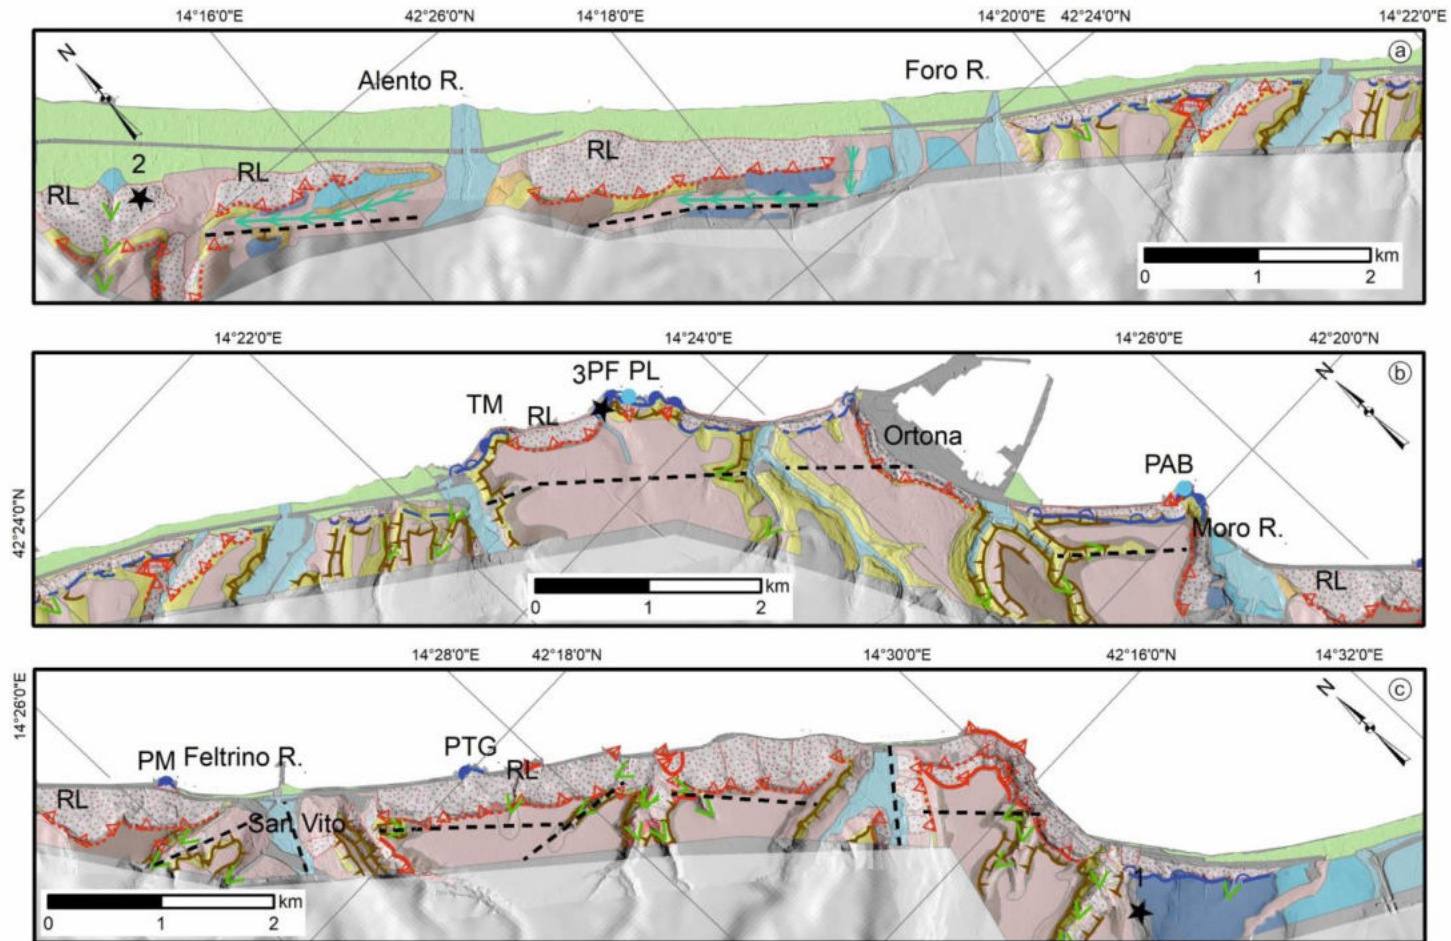 14°16'0"E 42°26'0"N 14°18'0"E 14°20'0"E 42°24'0"N 14°22'0"E
N
a
Alento R.
Foro R.
2
RL
RL
RL
km
0 1 2
14°22'0"E 14°24'0"E 14°26'0"E 42°20'0"N
N
b
3PF PL
TM
RL
Ortona
PAB
Moro R.
42°24'0"N
RL
km
0 1 2
14°28'0"E 42°18'0"N 14°30'0"E 42°16'0"N 14°32'0"E
14°26'0"E
N
c
PM Feltrino R.
PTG
RL
RL
San Vito
1
km
0 1 2